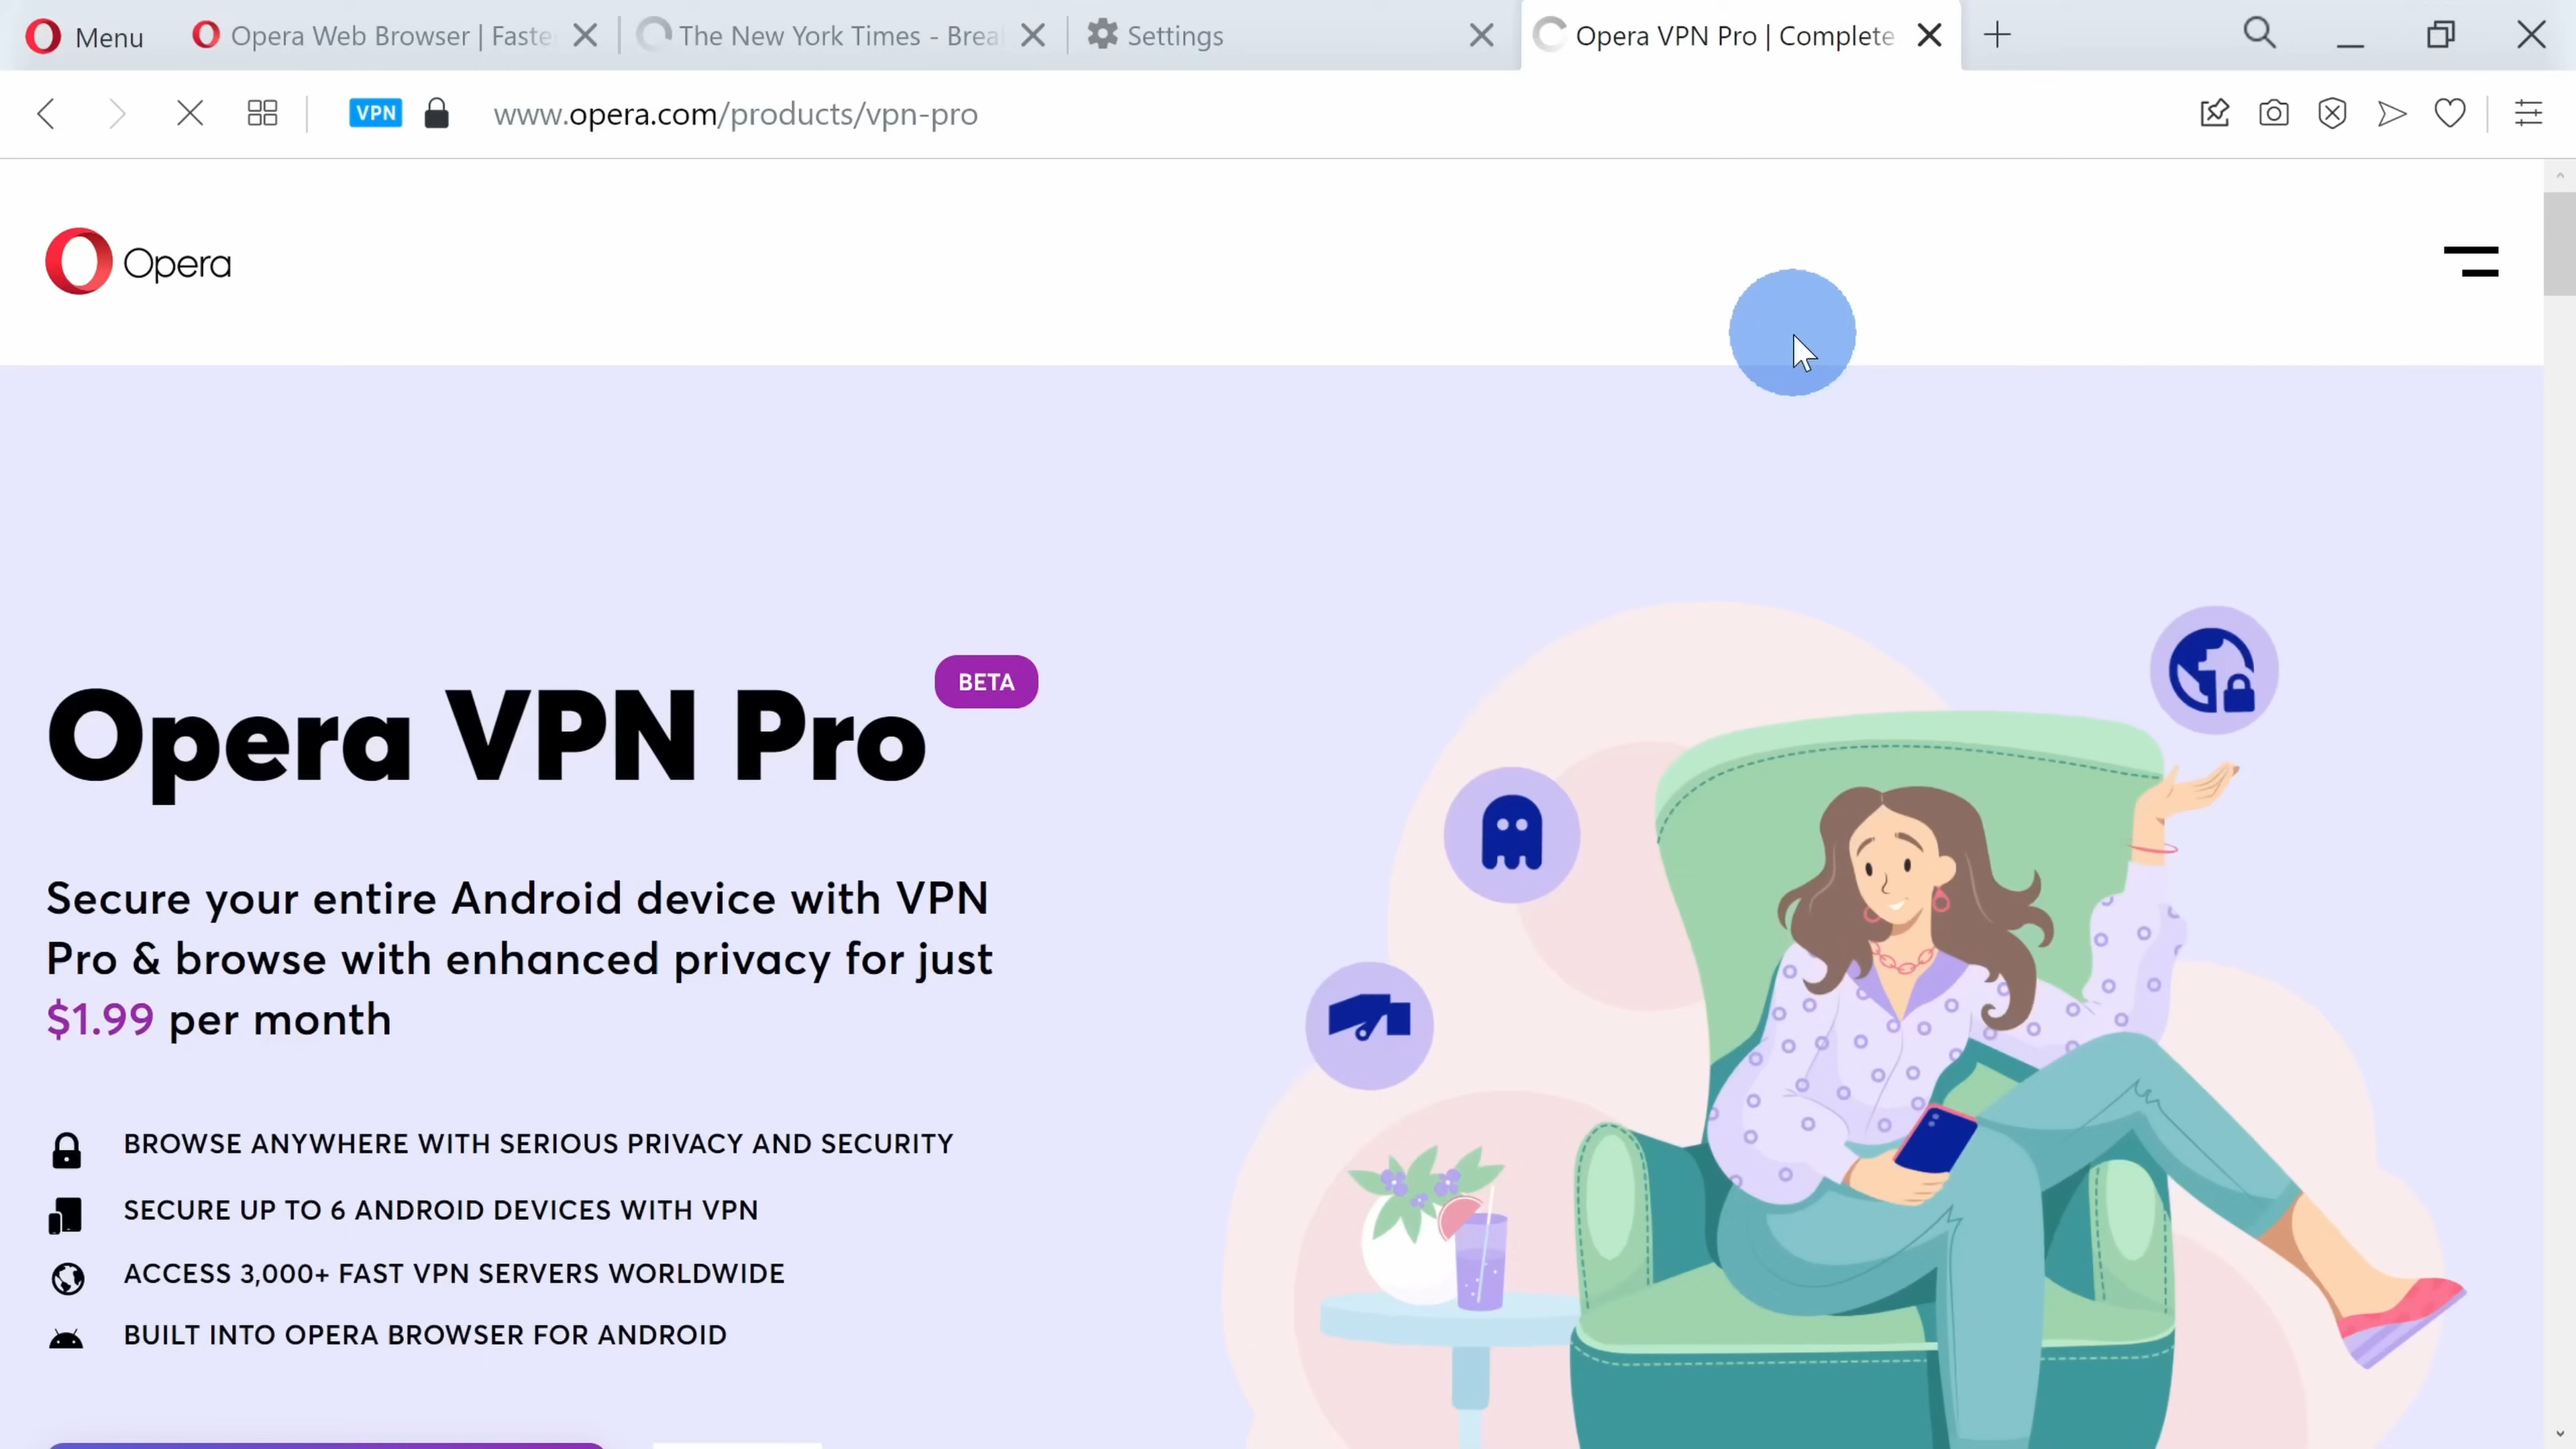 Menu
Opera Web Browser | Faste
The New York Times - Brea
Settings
Opera VPN Pro | Complete
VPN
www.opera.com/products/vpn-pro
Opera
Opera VPN Pro
BETA
Secure your entire Android device with VPN
Pro & browse with enhanced privacy for just
$1.99 per month
BROWSE ANYWHERE WITH SERIOUS PRIVACY AND SECURITY
SECURE UP TO 6 ANDROID DEVICES WITH VPN
ACCESS 3,000+ FAST VPN SERVERS WORLDWIDE
BUILT INTO OPERA BROWSER FOR ANDROID